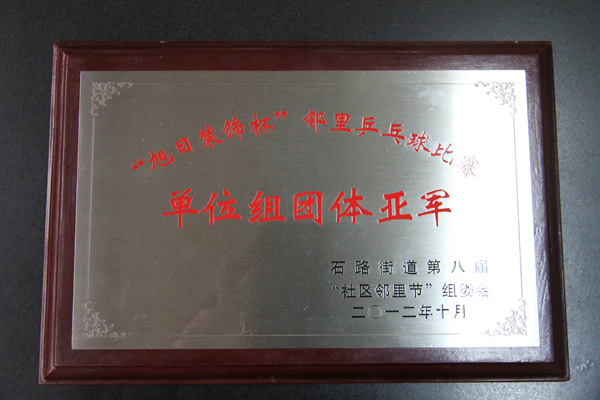 “旭日装饰杯”邻里乒乓球比赛
单位组团体亚军
石路街道第八届
“社区邻里节”组委会
二〇一二年十月